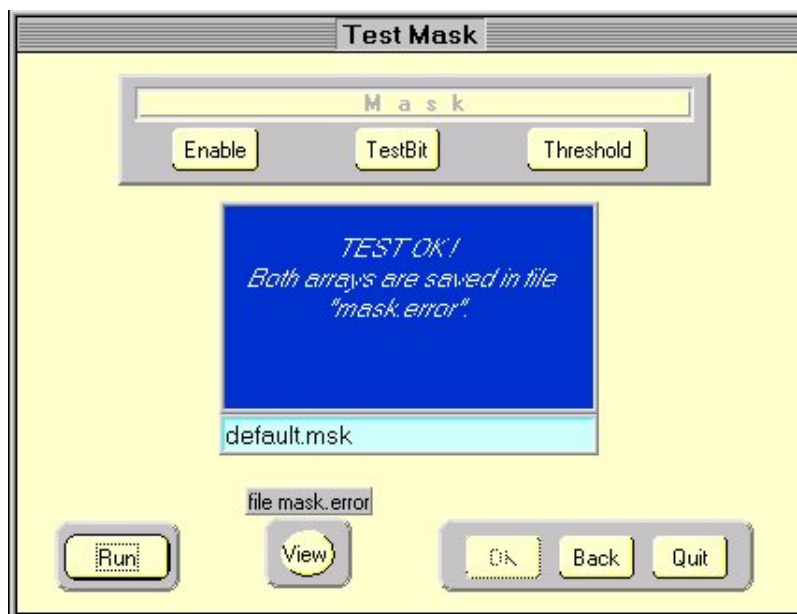 Test Mask
M a s k
Enable TestBit Threshold
TEST OK !
Both arrays are saved in file
"mask.error".
default.msk
file mask.error
Run View Ok Back Quit